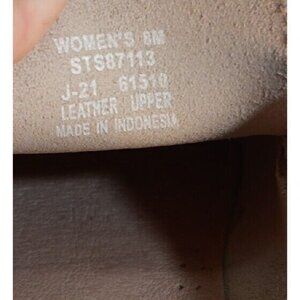 WOMEN'S 8M
STS87113
J-21 61510
LEATHER UPPER
MADE IN INDONESIA